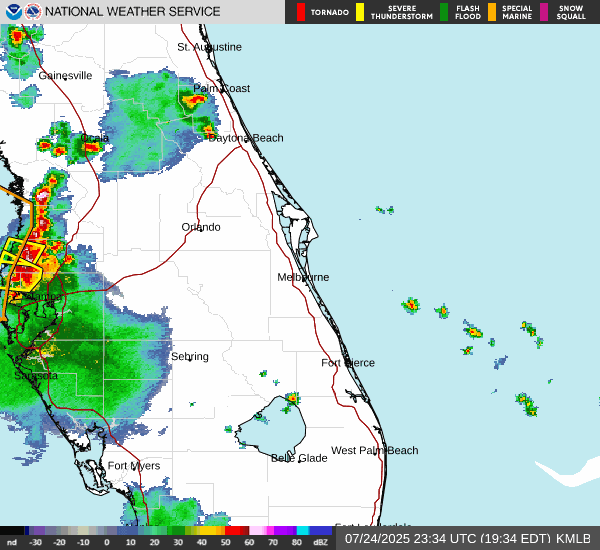 NATIONAL WEATHER SERVICE
TORNADO
SEVERE THUNDERSTORM
FLASH FLOOD
SPECIAL MARINE
SNOW SQUALL
St. Augustine
Gainesville
Palm Coast
Ocala
Daytona Beach
Orlando
Melbourne
Tampa
Sebring
Fort Pierce
Sarasota
West Palm Beach
Belle Glade
Fort Myers
Fort Lauderdale
nd -30 -20 -10 0 10 20 30 40 50 60 70 80 dBZ
07/24/2025 23:34 UTC (19:34 EDT) KMLB